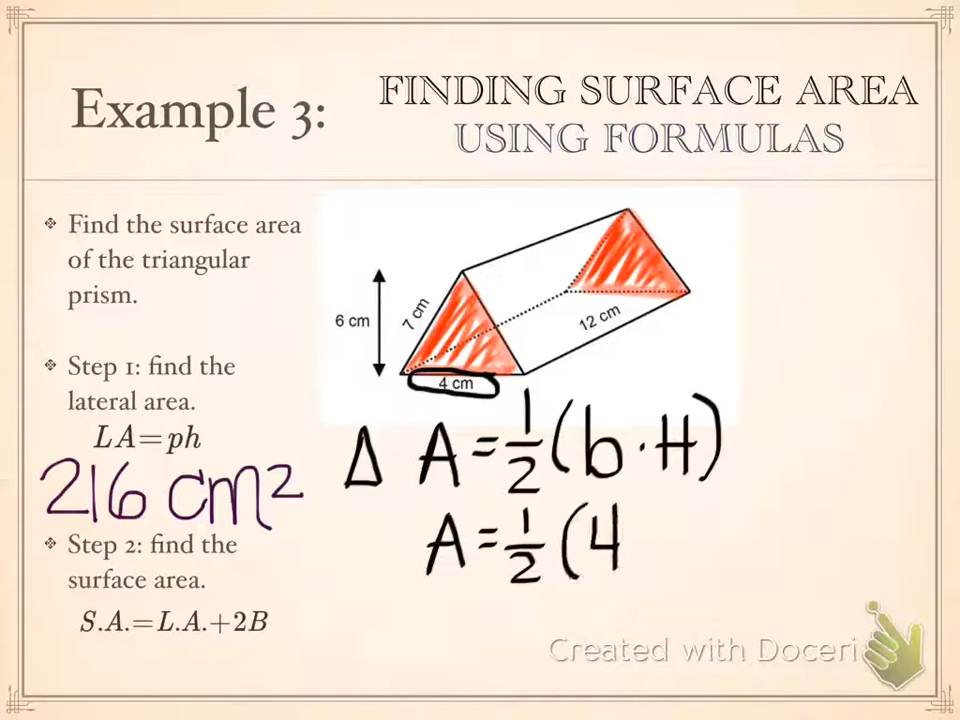 Example 3:
FINDING SURFACE AREA
USING FORMULAS
Find the surface area
of the triangular
prism.
6 cm
7 cm
12 cm
4 cm
Step 1: find the
lateral area.
LA=ph
216 cm²
Δ A = 1/2 (b · H)
A = 1/2 (4
Step 2: find the
surface area.
S.A.=L.A.+2B
Created with Doceri